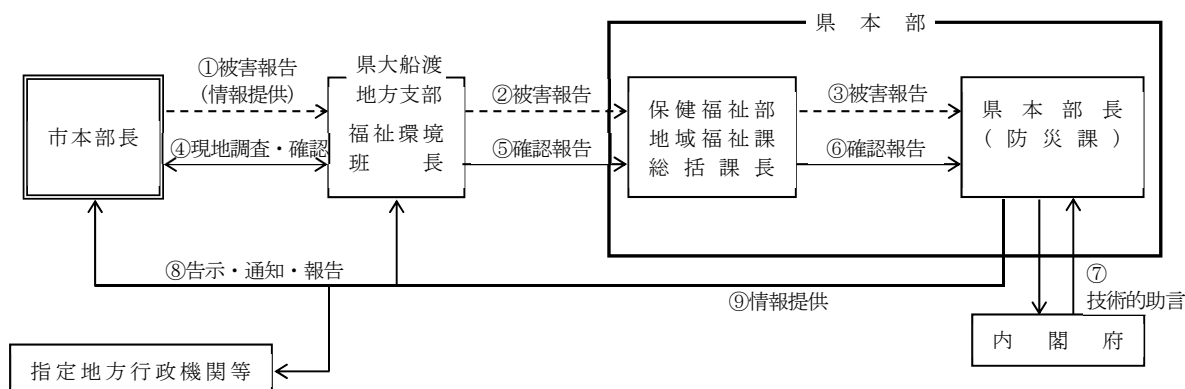 県本部
①被害報告
(情報提供)
県大船渡
地方支部
福祉環境
班長
②被害報告
保健福祉部
地域福祉課
総括課長
③被害報告
県本部長
(防災課)
市本部長
④現地調査・確認
⑤確認報告
⑥確認報告
⑧告示・通知・報告
⑨情報提供
⑦
技術的助言
内閣府
指定地方行政機関等